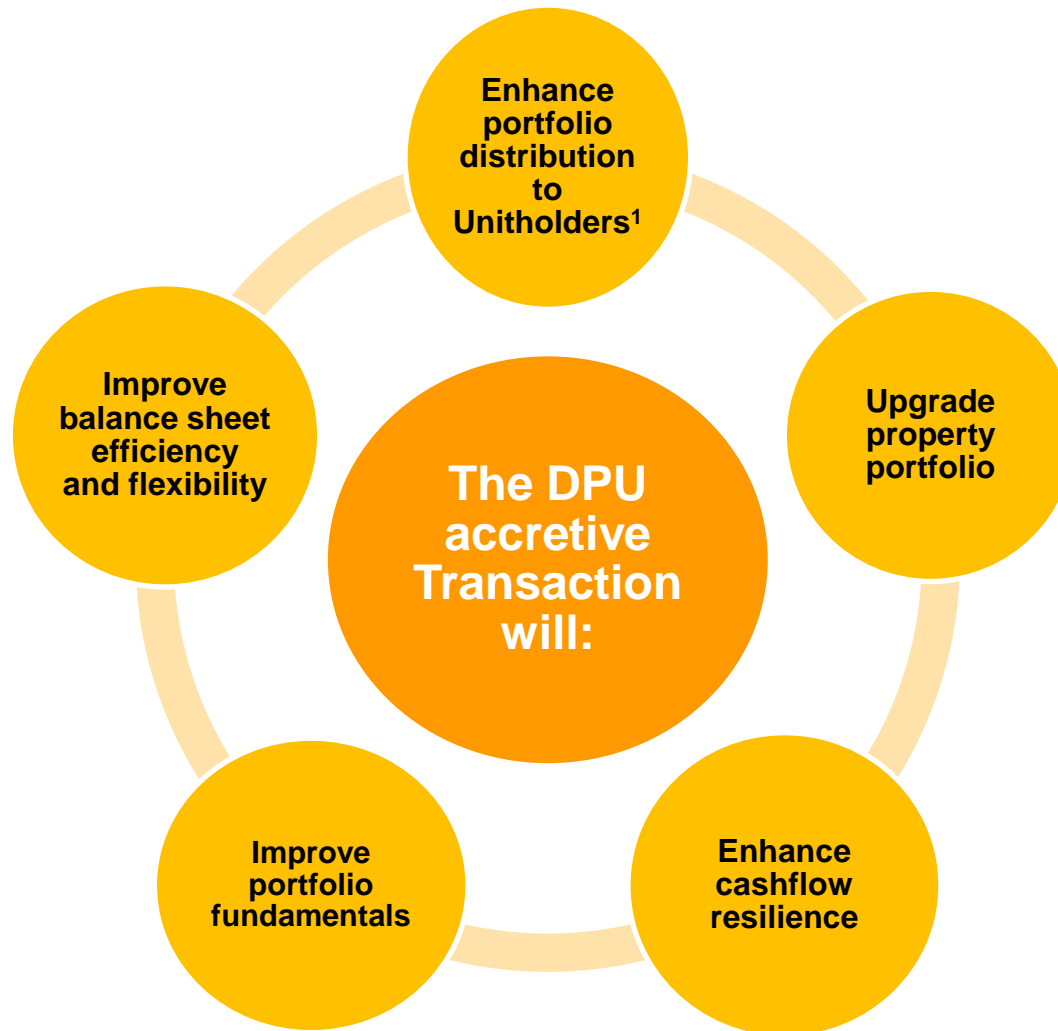 Enhance
portfolio
distribution
to
Unitholders¹
Improve
balance sheet
efficiency
and flexibility
Upgrade
property
portfolio
The DPU
accretive
Transaction
will:
Improve
portfolio
fundamentals
Enhance
cashflow
resilience